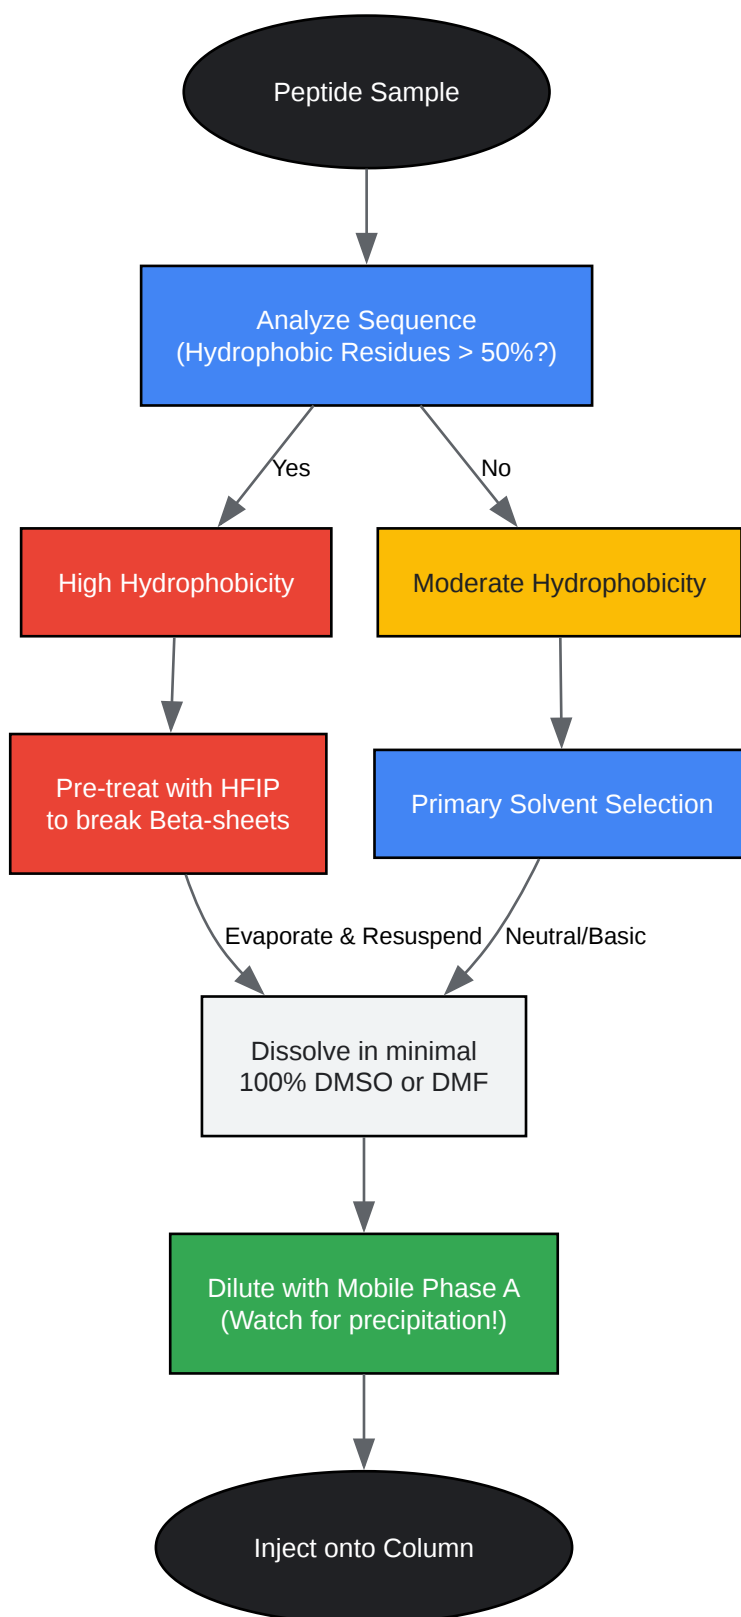 Peptide Sample
Analyze Sequence
(Hydrophobic Residues > 50%?)
Yes
No
High Hydrophobicity
Moderate Hydrophobicity
Pre-treat with HFIP
to break Beta-sheets
Primary Solvent Selection
Evaporate & Resuspend
Neutral/Basic
Dissolve in minimal
100% DMSO or DMF
Dilute with Mobile Phase A
(Watch for precipitation!)
Inject onto Column